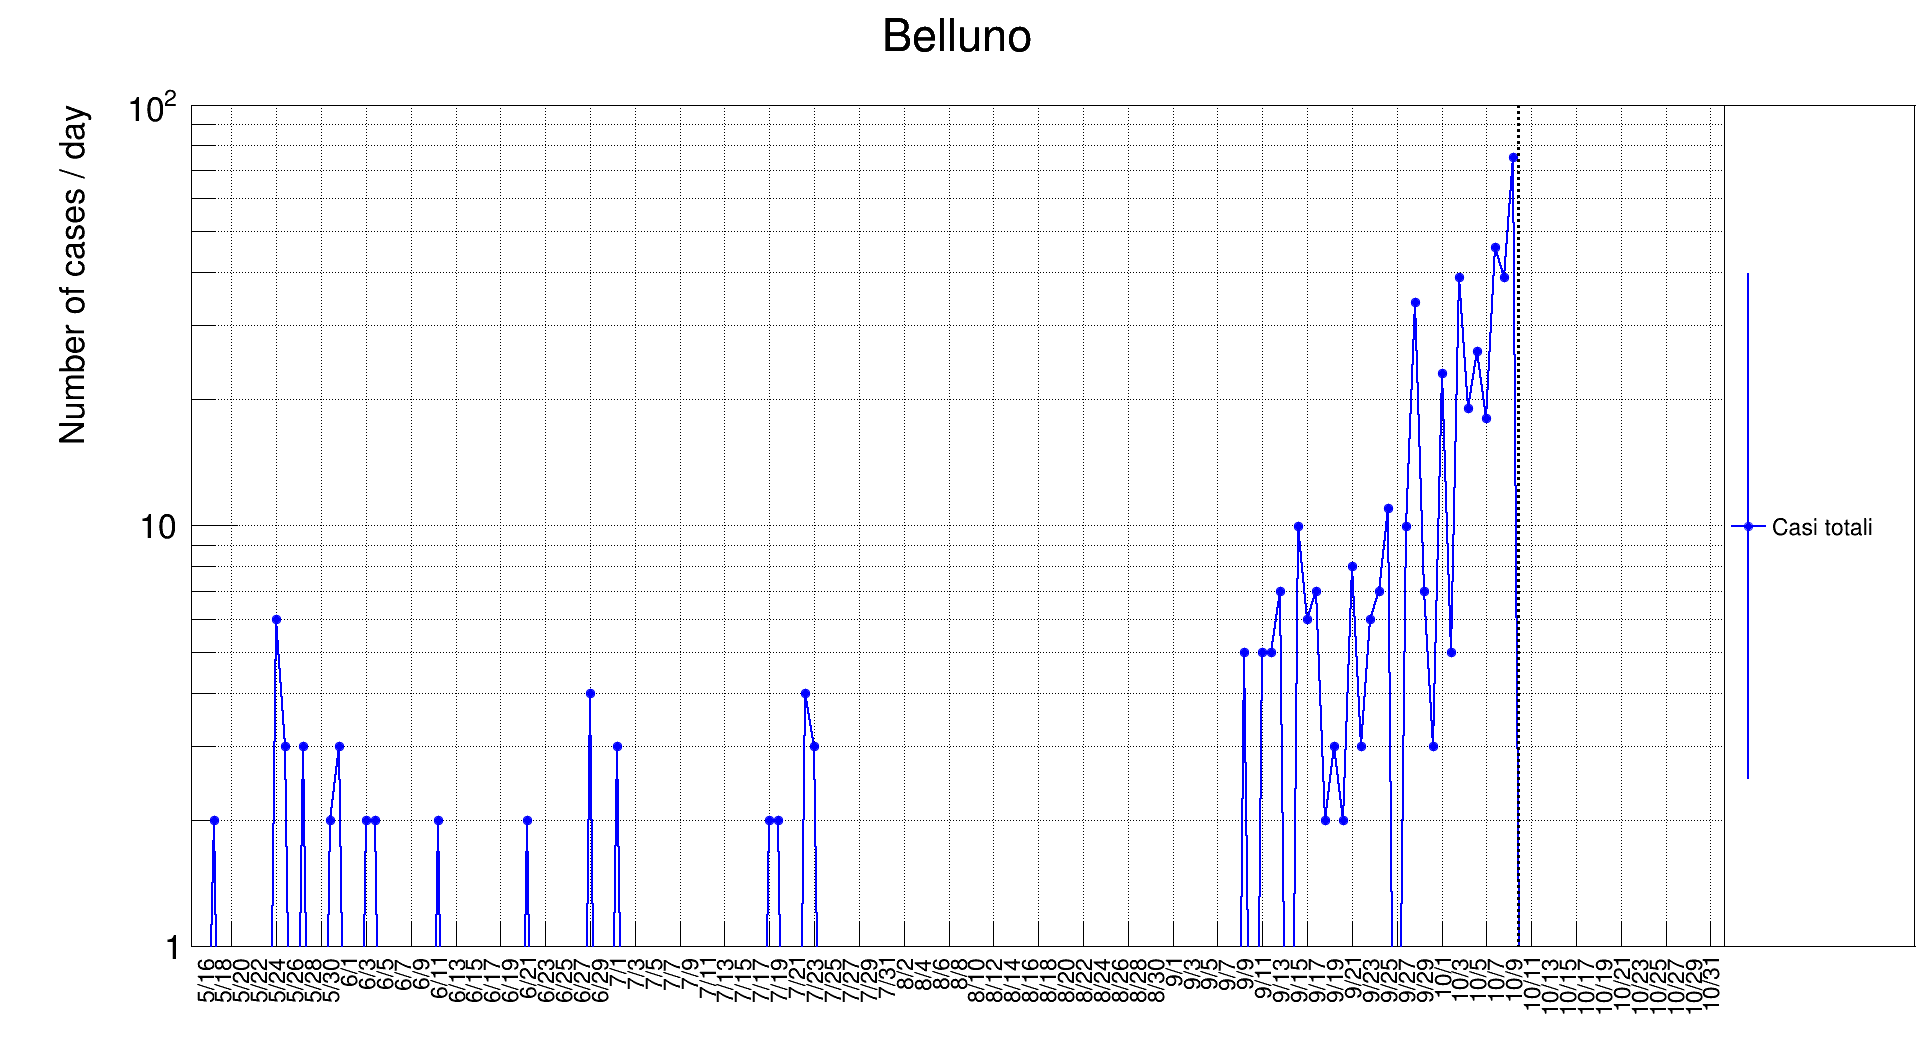 Belluno
Number of cases / day
10²
10
1
5/16 5/18 5/20 5/22 5/24 5/26 5/28 5/30 6/1 6/3 6/5 6/7 6/9 6/11 6/13 6/15 6/17 6/19 6/21 6/23 6/25 6/27 6/29 7/1 7/3 7/5 7/7 7/9 7/11 7/13 7/15 7/17 7/19 7/21 7/23 7/25 7/27 7/29 7/31 8/2 8/4 8/6 8/8 8/10 8/12 8/14 8/16 8/18 8/20 8/22 8/24 8/26 8/28 8/30 9/1 9/3 9/5 9/7 9/9 9/11 9/13 9/15 9/17 9/19 9/21 9/23 9/25 9/27 9/29 10/1 10/3 10/5 10/7 10/9 10/11 10/13 10/15 10/17 10/19 10/21 10/23 10/25 10/27 10/29 10/31
Casi totali